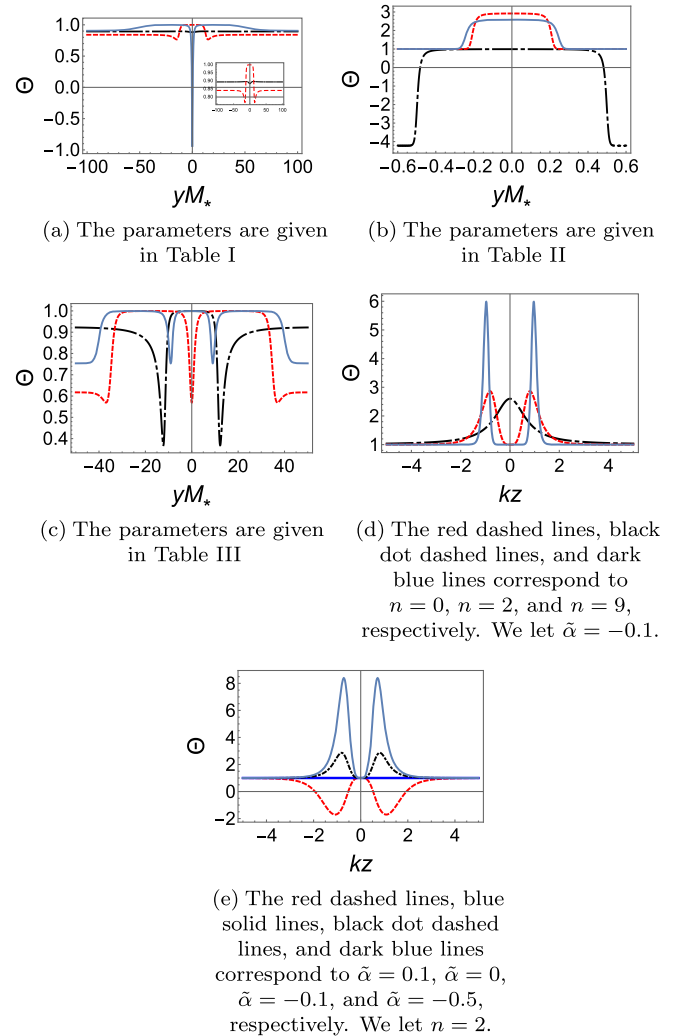 1.0
0.5
0.0
-0.5
-1.0
Θ
1.00
0.95
0.90
0.85
0.80
-100 -50 0 50 100
-100 -50 0 50 100
yM*
(a) The parameters are given
in Table I
3
2
1
0
-1
-2
-3
-4
Θ
-0.6 -0.4 -0.2 0.0 0.2 0.4 0.6
yM*
(b) The parameters are given
in Table II
1.0
0.9
0.8
0.7
0.6
0.5
0.4
Θ
-40 -20 0 20 40
yM*
(c) The parameters are given
in Table III
6
5
4
3
2
1
Θ
-4 -2 0 2 4
kz
(d) The red dashed lines, black
dot dashed lines, and dark
blue lines correspond to
n = 0, n = 2, and n = 9,
respectively. We let α̃ = −0.1.
8
6
4
2
0
-2
Θ
-4 -2 0 2 4
kz
(e) The red dashed lines, blue
solid lines, black dot dashed
lines, and dark blue lines
correspond to α̃ = 0.1, α̃ = 0,
α̃ = −0.1, and α̃ = −0.5,
respectively. We let n = 2.